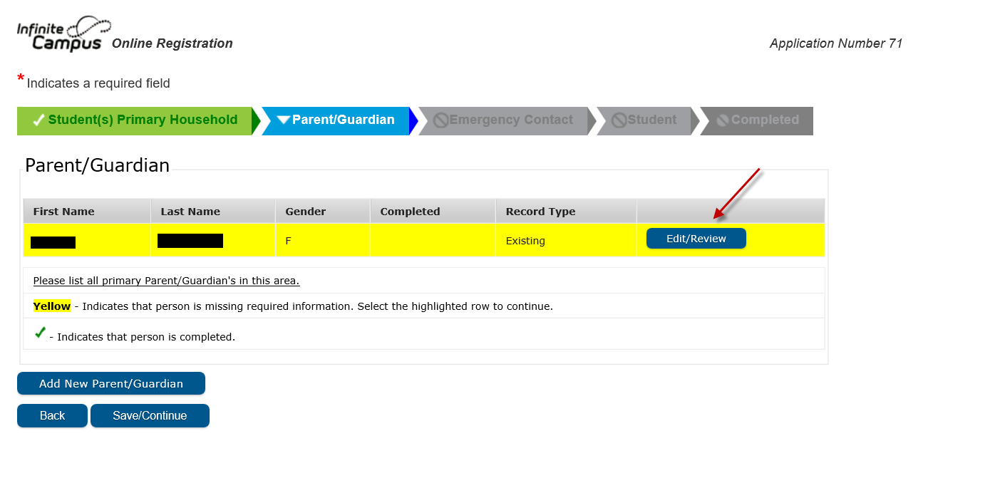 Infinite
Campus Online Registration
Application Number 71
* Indicates a required field
Student(s) Primary Household
Parent/Guardian
Emergency Contact
Student
Completed
Parent/Guardian
First Name Last Name Gender Completed Record Type
F Existing Edit/Review
Please list all primary Parent/Guardian's in this area.
Yellow - Indicates that person is missing required information. Select the highlighted row to continue.
- Indicates that person is completed.
Add New Parent/Guardian
Back Save/Continue